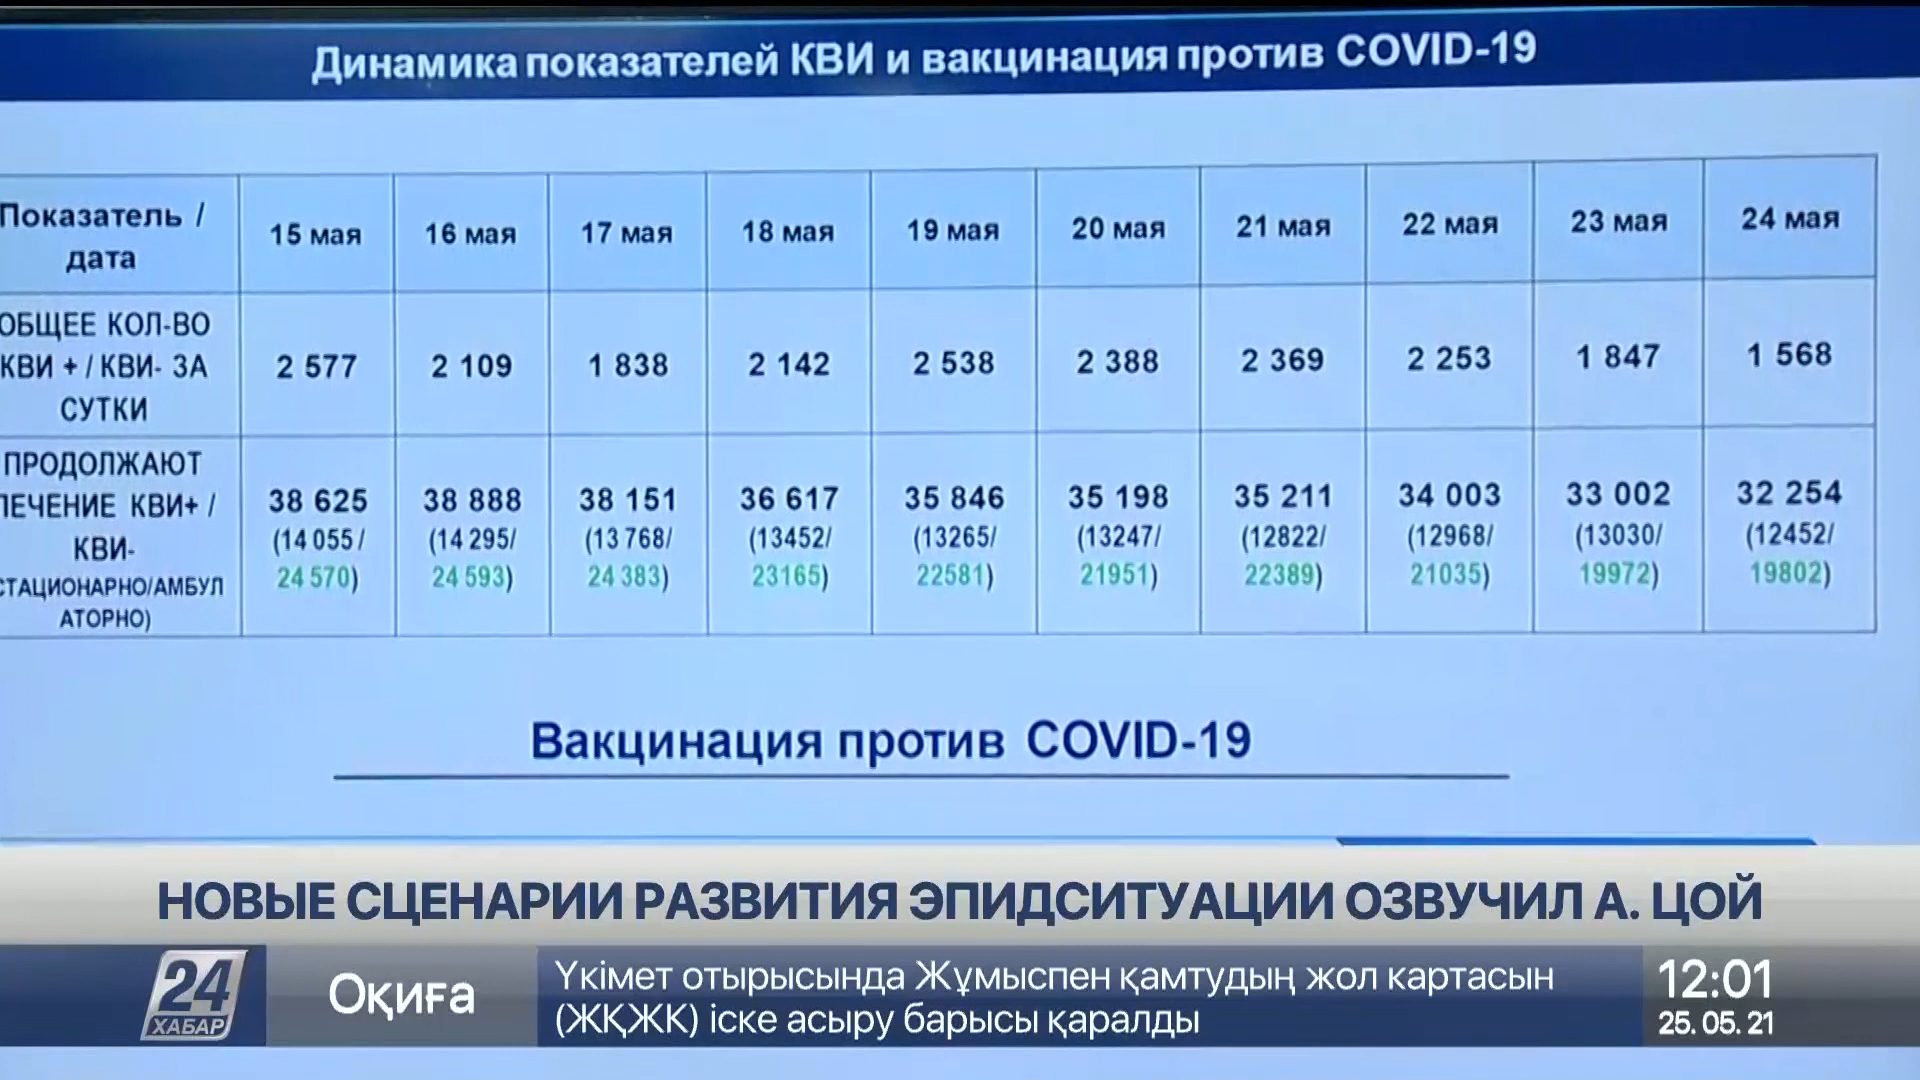 Динамика показателей КВИ и вакцинация против COVID-19
Показатель / дата 15 мая 16 мая 17 мая 18 мая 19 мая 20 мая 21 мая 22 мая 23 мая 24 мая
ОБЩЕЕ КОЛ-ВО
КВИ + / КВИ- ЗА
СУТКИ
2 577 2 109 1 838 2 142 2 538 2 388 2 369 2 253 1 847 1 568
ПРОДОЛЖАЮТ
ЛЕЧЕНИЕ КВИ+ /
КВИ-
СТАЦИОНАРНО/АМБУЛ
АТОРНО)
38 625 38 888 38 151 36 617 35 846 35 198 35 211 34 003 33 002 32 254
(14 055/ (14 295/ (13 768/ (13452/ (13265/ (13247/ (12822/ (12968/ (13030/ (12452/
24 570) 24 593) 24 383) 23165) 22581) 21951) 22389) 21035) 19972) 19802)
Вакцинация против COVID-19
НОВЫЕ СЦЕНАРИИ РАЗВИТИЯ ЭПИДСИТУАЦИИ ОЗВУЧИЛ А. ЦОЙ
24
ХАБАР
Оқиға
Үкімет отырысында Жұмыспен қамтудың жол картасын
(ЖҚЖК) іске асыру барысы қаралды
12:01
25. 05. 21